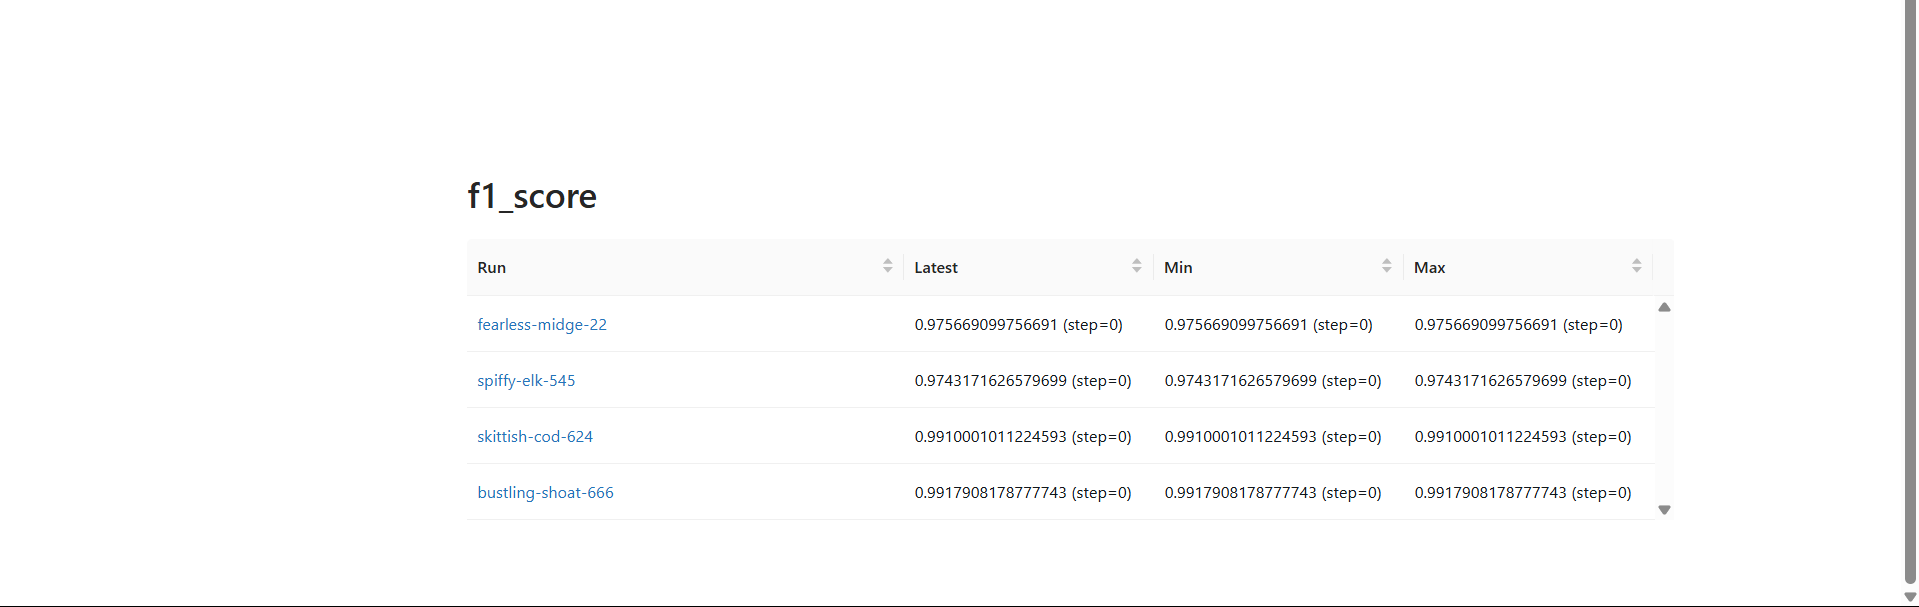 f1_score
Run Latest Min Max
fearless-midge-22 0.975669099756691 (step=0) 0.975669099756691 (step=0) 0.975669099756691 (step=0)
spiffy-elk-545 0.9743171626579699 (step=0) 0.9743171626579699 (step=0) 0.9743171626579699 (step=0)
skittish-cod-624 0.9910001011224593 (step=0) 0.9910001011224593 (step=0) 0.9910001011224593 (step=0)
bustling-shoat-666 0.9917908178777743 (step=0) 0.9917908178777743 (step=0) 0.9917908178777743 (step=0)